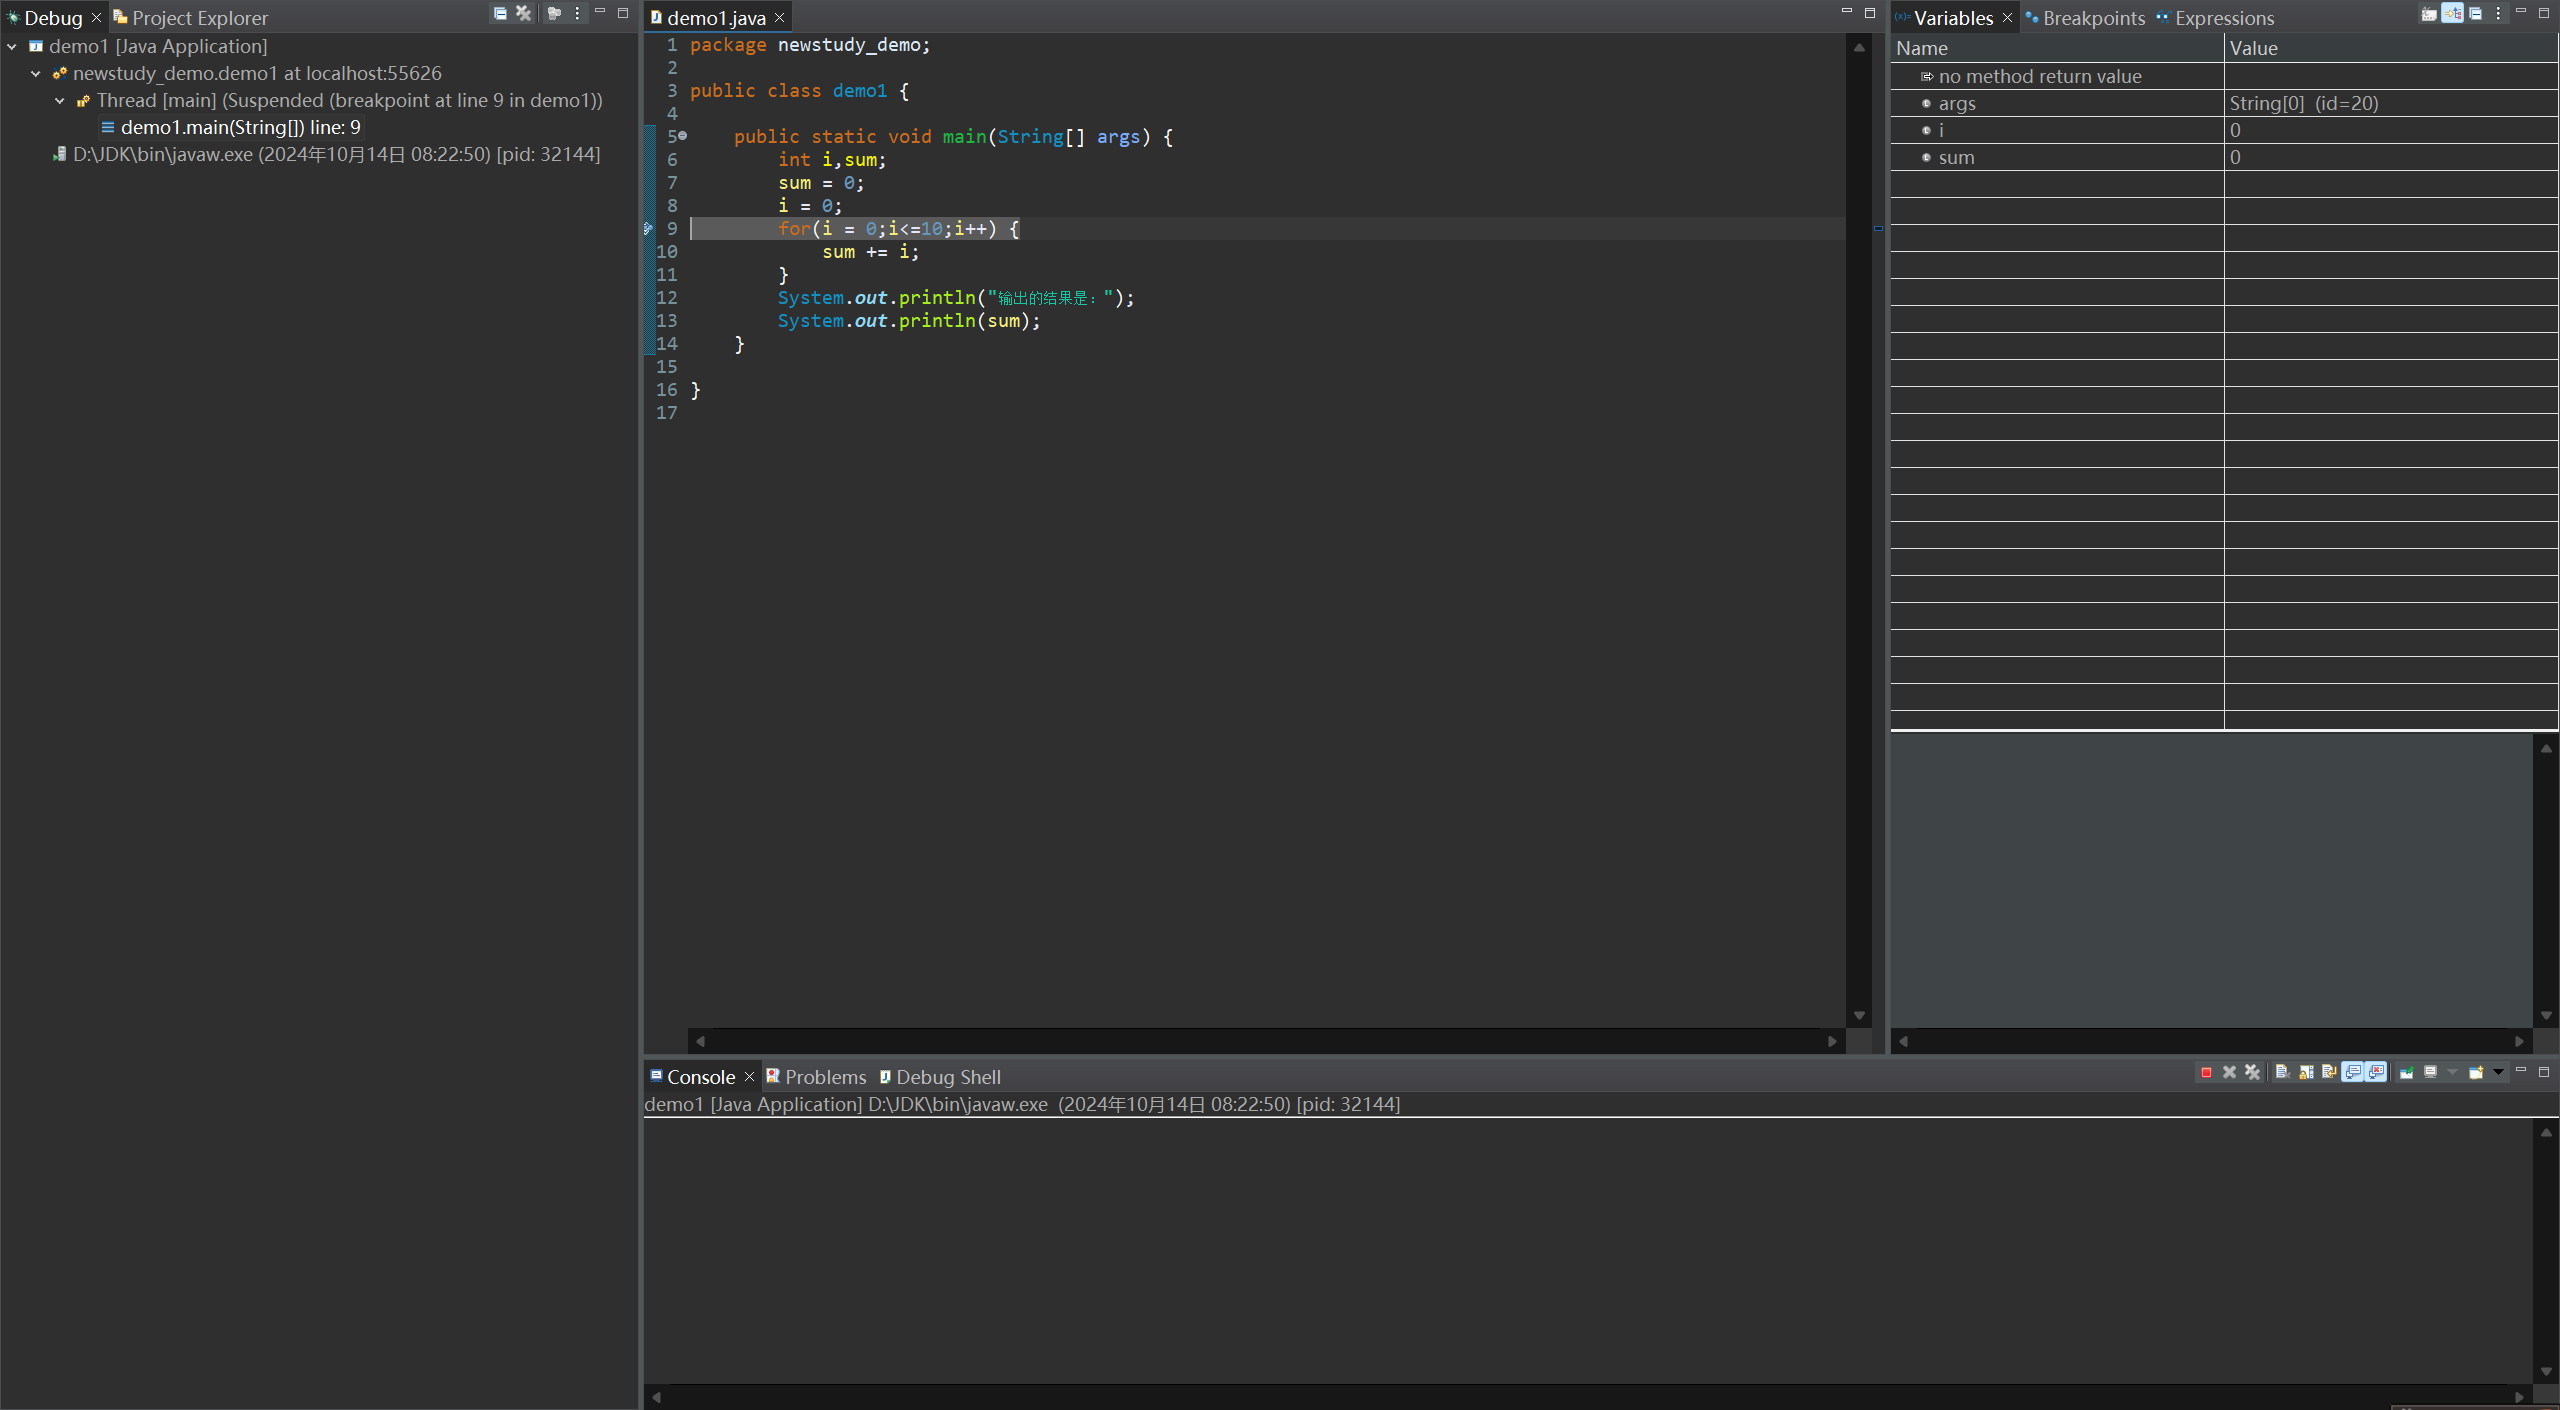 Debug Project Explorer
demo1 [Java Application]
newstudy_demo.demo1 at localhost:55626
Thread [main] (Suspended (breakpoint at line 9 in demo1))
demo1.main(String[]) line: 9
D:\JDK\bin\javaw.exe (2024年10月14日 08:22:50) [pid: 32144]
demo1.java
1 package newstudy_demo;
2
3 public class demo1 {
4
5 public static void main(String[] args) {
6 int i,sum;
7 sum = 0;
8 i = 0;
9 for(i = 0;i<=10;i++) {
10 sum += i;
11 }
12 System.out.println("输出的结果是：");
13 System.out.println(sum);
14 }
15
16 }
17
Variables Breakpoints Expressions
Name Value
no method return value
args String[0] (id=20)
i 0
sum 0
Console Problems Debug Shell
demo1 [Java Application] D:\JDK\bin\javaw.exe (2024年10月14日 08:22:50) [pid: 32144]